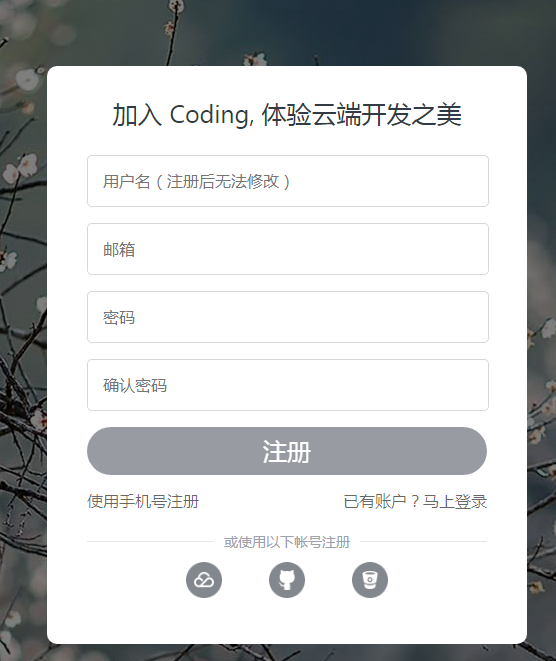 加入 Coding, 体验云端开发之美
用户名（注册后无法修改）
邮箱
密码
确认密码
注册
使用手机号注册 已有账户？马上登录
或使用以下帐号注册